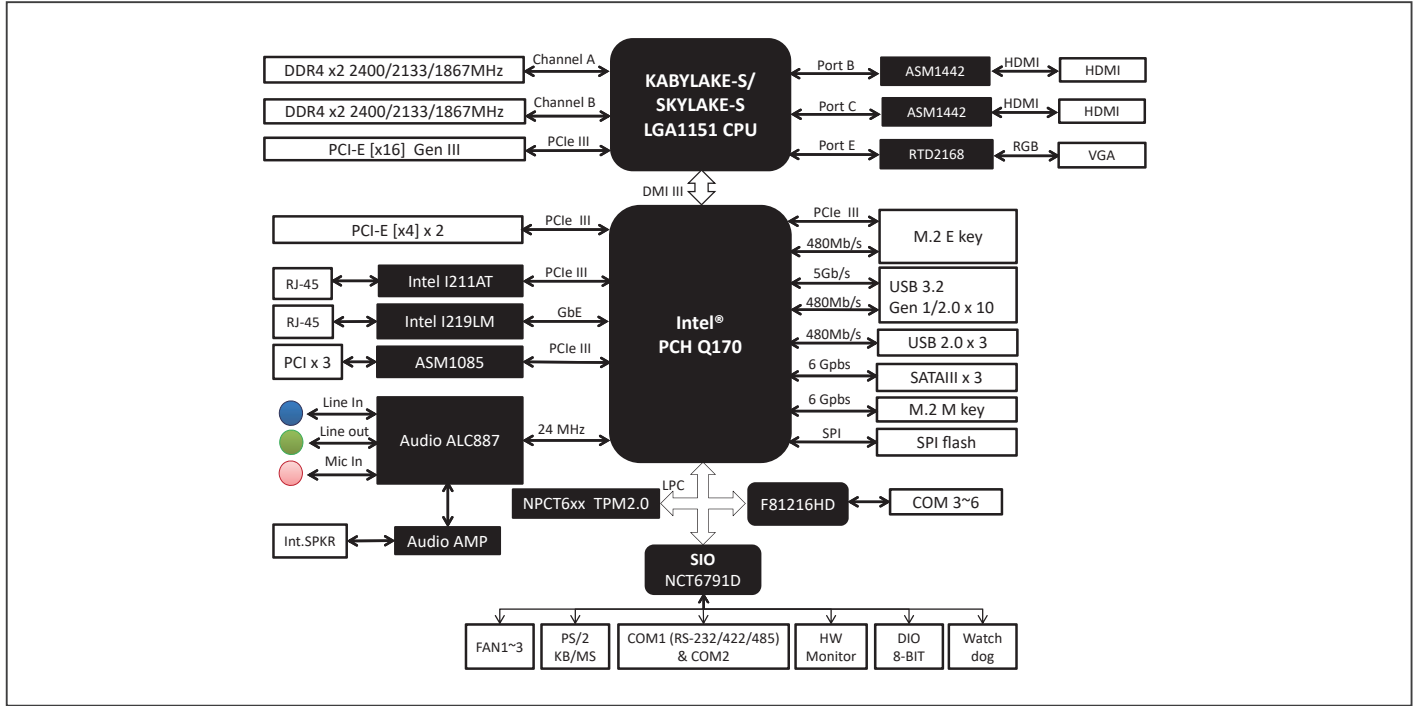 DDR4 x2 2400/2133/1867MHz
Channel A
DDR4 x2 2400/2133/1867MHz
Channel B
PCI-E [x16] Gen III
PCIe III
KABYLAKE-S/
SKYLAKE-S
LGA1151 CPU
Port B
ASM1442
HDMI
HDMI
Port C
ASM1442
HDMI
HDMI
Port E
RTD2168
RGB
VGA
DMI III
PCI-E [x4] x 2
PCIe III
RJ-45
Intel I211AT
PCIe III
RJ-45
Intel I219LM
GbE
PCI x 3
ASM1085
PCIe III
Line In
Line out
Mic In
Audio ALC887
24 MHz
Int.SPKR
Audio AMP
Intel®
PCH Q170
PCIe III
480Mb/s
M.2 E key
5Gb/s
480Mb/s
USB 3.2
Gen 1/2.0 x 10
480Mb/s
USB 2.0 x 3
6 Gpbs
SATAIII x 3
6 Gpbs
M.2 M key
SPI
SPI flash
LPC
NPCT6xx TPM2.0
F81216HD
COM 3~6
SIO
NCT6791D
FAN1~3
PS/2
KB/MS
COM1 (RS-232/422/485)
& COM2
HW
Monitor
DIO
8-BIT
Watch
dog